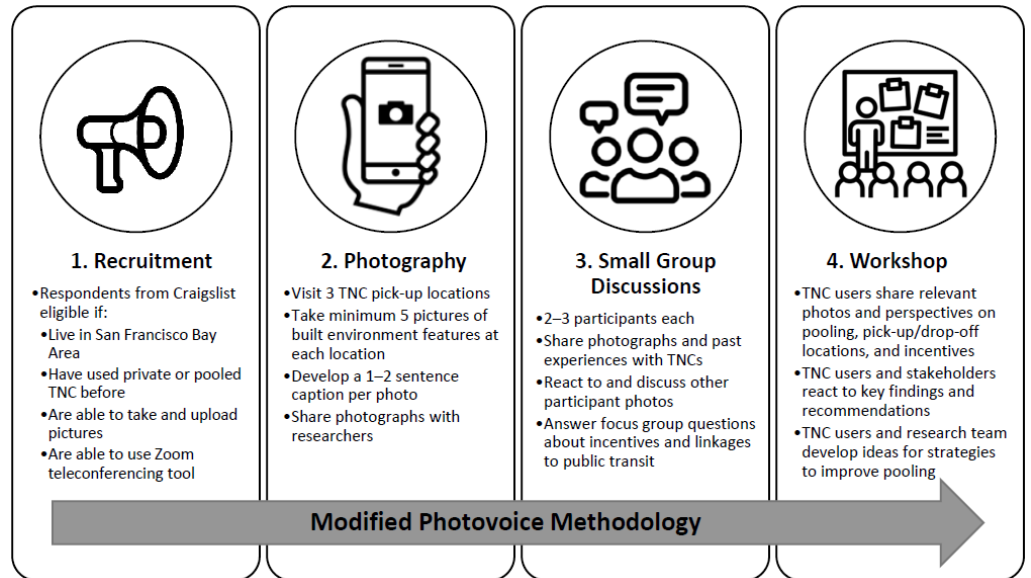 1. Recruitment
•Respondents from Craigslist
eligible if:
•Live in San Francisco Bay
Area
•Have used private or pooled
TNC before
•Are able to take and upload
pictures
•Are able to use Zoom
teleconferencing tool
2. Photography
•Visit 3 TNC pick-up locations
•Take minimum 5 pictures of
built environment features at
each location
•Develop a 1–2 sentence
caption per photo
•Share photographs with
researchers
3. Small Group
Discussions
•2–3 participants each
•Share photographs and past
experiences with TNCs
•React to and discuss other
participant photos
•Answer focus group questions
about incentives and linkages
to public transit
4. Workshop
•TNC users share relevant
photos and perspectives on
pooling, pick-up/drop-off
locations, and incentives
•TNC users and stakeholders
react to key findings and
recommendations
•TNC users and research team
develop ideas for strategies
to improve pooling
Modified Photovoice Methodology